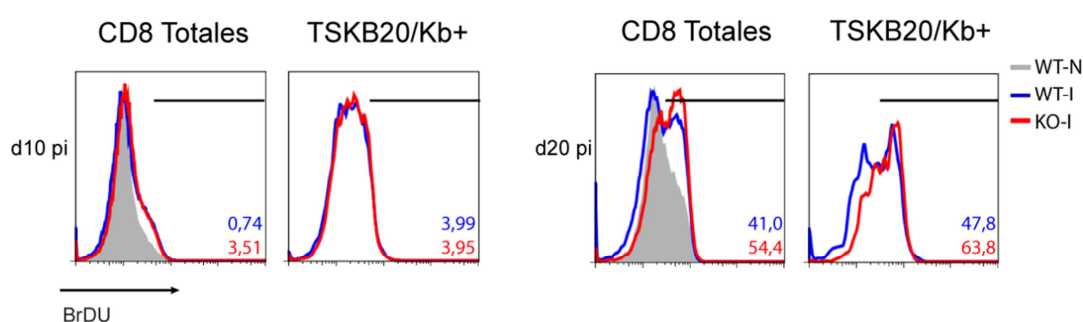 CD8 Totales
TSKB20/Kb+
CD8 Totales
TSKB20/Kb+
WT-N
WT-I
KO-I
d10 pi
d20 pi
0,74
3,51
3,99
3,95
41,0
54,4
47,8
63,8
BrDU